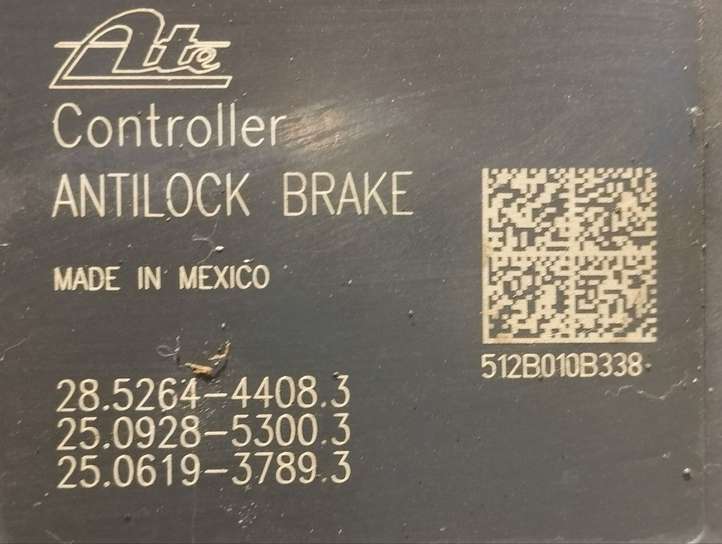 Ate
Controller
ANTILOCK BRAKE
MADE IN MEXICO
512B010B338
28.5264-4408.3
25.0928-5300.3
25.0619-3789.3